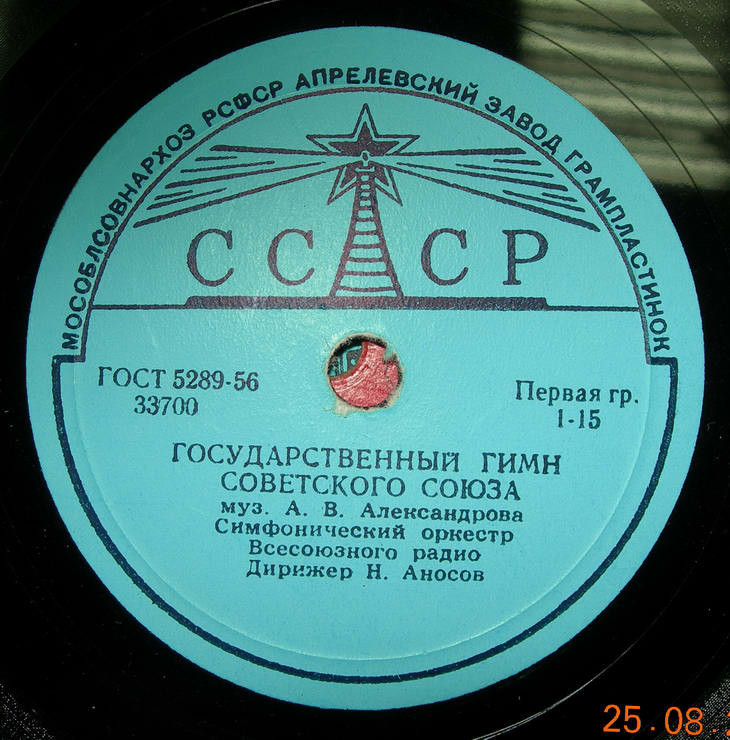 МОСОБЛСОВНАРХОЗ РСФСР АПРЕЛЕВСКИЙ ЗАВОД ГРАМПЛАСТИНОК
СССР
ГОСТ 5289-56
33700
Первая гр.
1-15
ГОСУДАРСТВЕННЫЙ ГИМН
СОВЕТСКОГО СОЮЗА
муз. А. В. Александрова
Симфонический оркестр
Всесоюзного радио
Дирижер Н. Аносов
25.08.